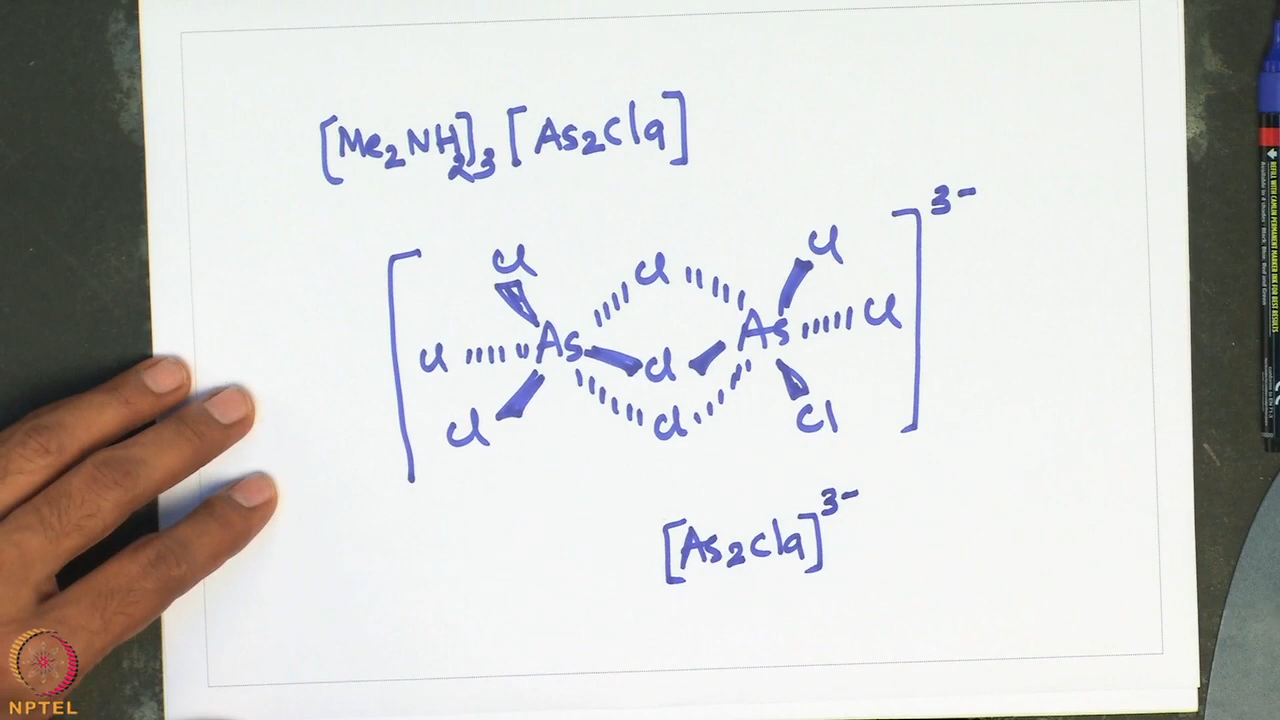 [Me₂NH₂]₃ [As₂Cl₉]
3-
Cl Cl Cl
Cl As Cl As Cl
Cl Cl Cl
[As₂Cl₉]³⁻
NPTEL